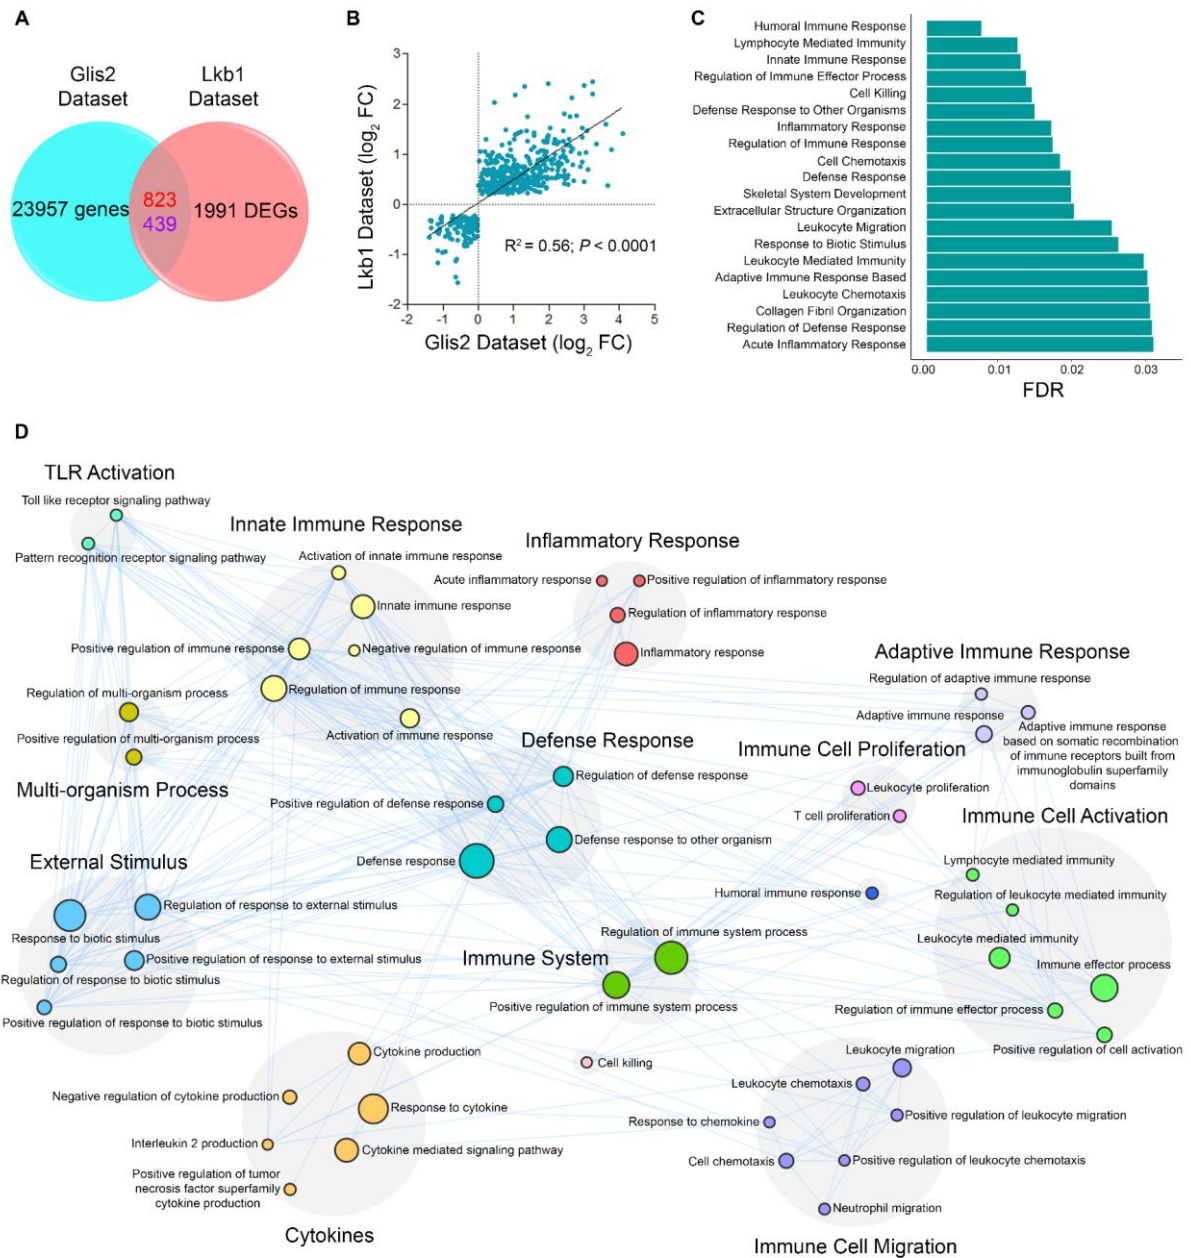 A
Glis2
Dataset
Lkb1
Dataset
23957 genes
823
439
1991 DEGs
B
Lkb1 Dataset (log2 FC)
3
2
1
0
-1
-2
R2 = 0.56; P < 0.0001
-2 -1 0 1 2 3 4 5
Glis2 Dataset (log2 FC)
C
Humoral Immune Response
Lymphocyte Mediated Immunity
Innate Immune Response
Regulation of Immune Effector Process
Cell Killing
Defense Response to Other Organisms
Inflammatory Response
Regulation of Immune Response
Cell Chemotaxis
Defense Response
Skeletal System Development
Extracellular Structure Organization
Leukocyte Migration
Response to Biotic Stimulus
Leukocyte Mediated Immunity
Adaptive Immune Response Based
Leukocyte Chemotaxis
Collagen Fibril Organization
Regulation of Defense Response
Acute Inflammatory Response
0.00 0.01 0.02 0.03
FDR
D
TLR Activation
Toll like receptor signaling pathway
Pattern recognition receptor signaling pathway
Innate Immune Response
Activation of innate immune response
Innate immune response
Positive regulation of immune response
Negative regulation of immune response
Regulation of immune response
Activation of immune response
Inflammatory Response
Acute inflammatory response
Positive regulation of inflammatory response
Regulation of inflammatory response
Inflammatory response
Adaptive Immune Response
Regulation of adaptive immune response
Adaptive immune response
Adaptive immune response
based on somatic recombination
of immune receptors built from
immunoglobulin superfamily
domains
Regulation of multi-organism process
Positive regulation of multi-organism process
Multi-organism Process
Defense Response
Regulation of defense response
Positive regulation of defense response
Defense response to other organism
Defense response
Immune Cell Proliferation
Leukocyte proliferation
T cell proliferation
Immune Cell Activation
Lymphocyte mediated immunity
Regulation of leukocyte mediated immunity
Leukocyte mediated immunity
Immune effector process
Regulation of immune effector process
Positive regulation of cell activation
Humoral immune response
External Stimulus
Regulation of response to external stimulus
Response to biotic stimulus
Positive regulation of response to external stimulus
Regulation of response to biotic stimulus
Positive regulation of response to biotic stimulus
Immune System
Regulation of immune system process
Positive regulation of immune system process
Cell killing
Cytokine production
Negative regulation of cytokine production
Response to cytokine
Interleukin 2 production
Cytokine mediated signaling pathway
Positive regulation of tumor
necrosis factor superfamily
cytokine production
Cytokines
Leukocyte migration
Leukocyte chemotaxis
Response to chemokine
Positive regulation of leukocyte migration
Cell chemotaxis
Positive regulation of leukocyte chemotaxis
Neutrophil migration
Immune Cell Migration